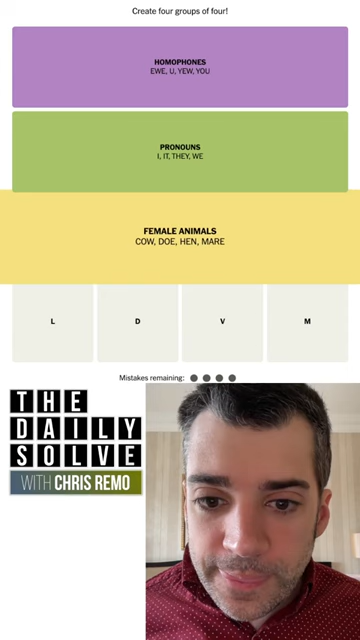 Create four groups of four!
HOMOPHONES
EWE, U, YEW, YOU
PRONOUNS
I, IT, THEY, WE
FEMALE ANIMALS
COW, DOE, HEN, MARE
L D V M
Mistakes remaining:
THE
DAILY
SOLVE
WITH CHRIS REMO